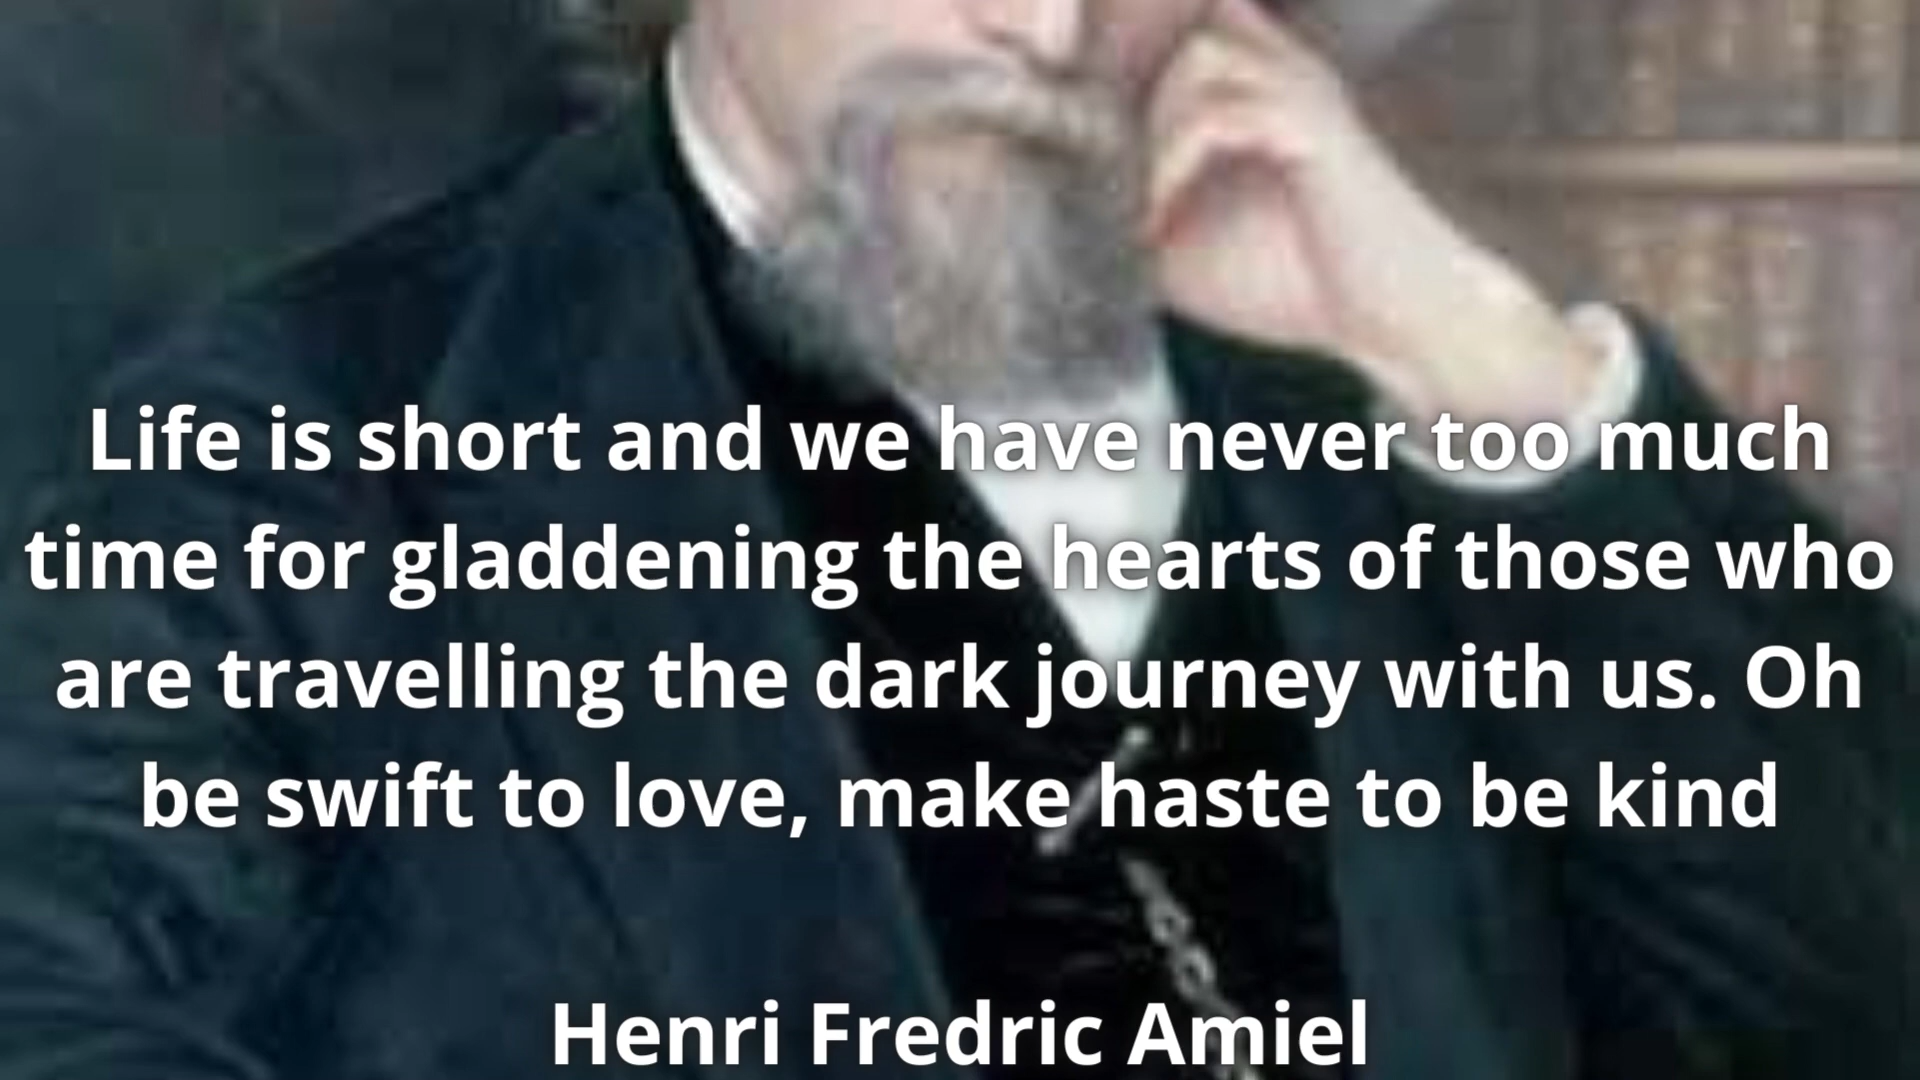 Life is short and we have never too much
time for gladdening the hearts of those who
are travelling the dark journey with us. Oh
be swift to love, make haste to be kind
Henri Fredric Amiel